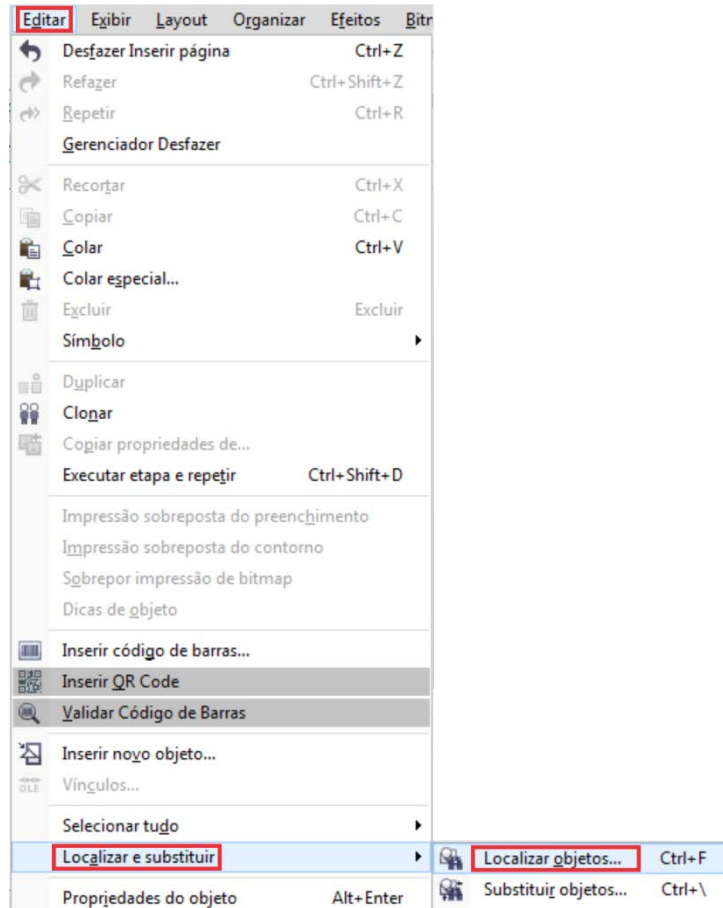 Editar Exibir Layout Organizar Efeitos Bitn
Desfazer Inserir página Ctrl+Z
Refazer Ctrl+Shift+Z
Repetir Ctrl+R
Gerenciador Desfazer
Recortar Ctrl+X
Copiar Ctrl+C
Colar Ctrl+V
Colar especial...
Excluir Excluir
Símbolo
Duplicar
Clonar
Copiar propriedades de...
Executar etapa e repetir Ctrl+Shift+D
Impressão sobreposta do preenchimento
Impressão sobreposta do contorno
Sobrepor impressão de bitmap
Dicas de objeto
Inserir código de barras...
Inserir QR Code
Validar Código de Barras
Inserir novo objeto...
OLE Vínculos...
Selecionar tudo
Localizar e substituir Localizar objetos... Ctrl+F
Substituir objetos... Ctrl+\
Propriedades do objeto Alt+Enter